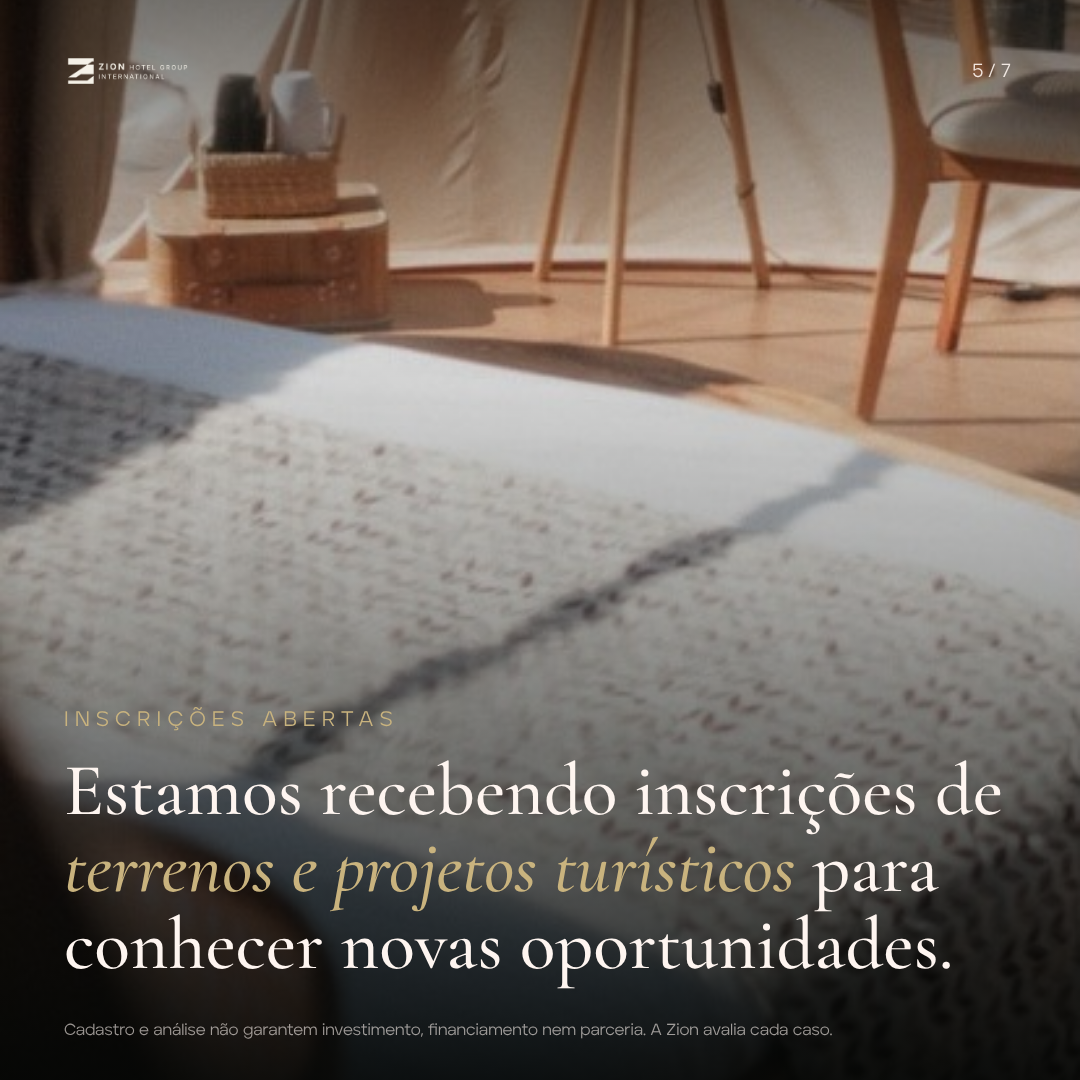 ZION HOTEL GROUP
INTERNATIONAL
5/7
INSCRIÇÕES ABERTAS
Estamos recebendo inscrições de
terrenos e projetos turísticos para
conhecer novas oportunidades.
Cadastro e análise não garantem investimento, financiamento nem parceria. A Zion avalia cada caso.